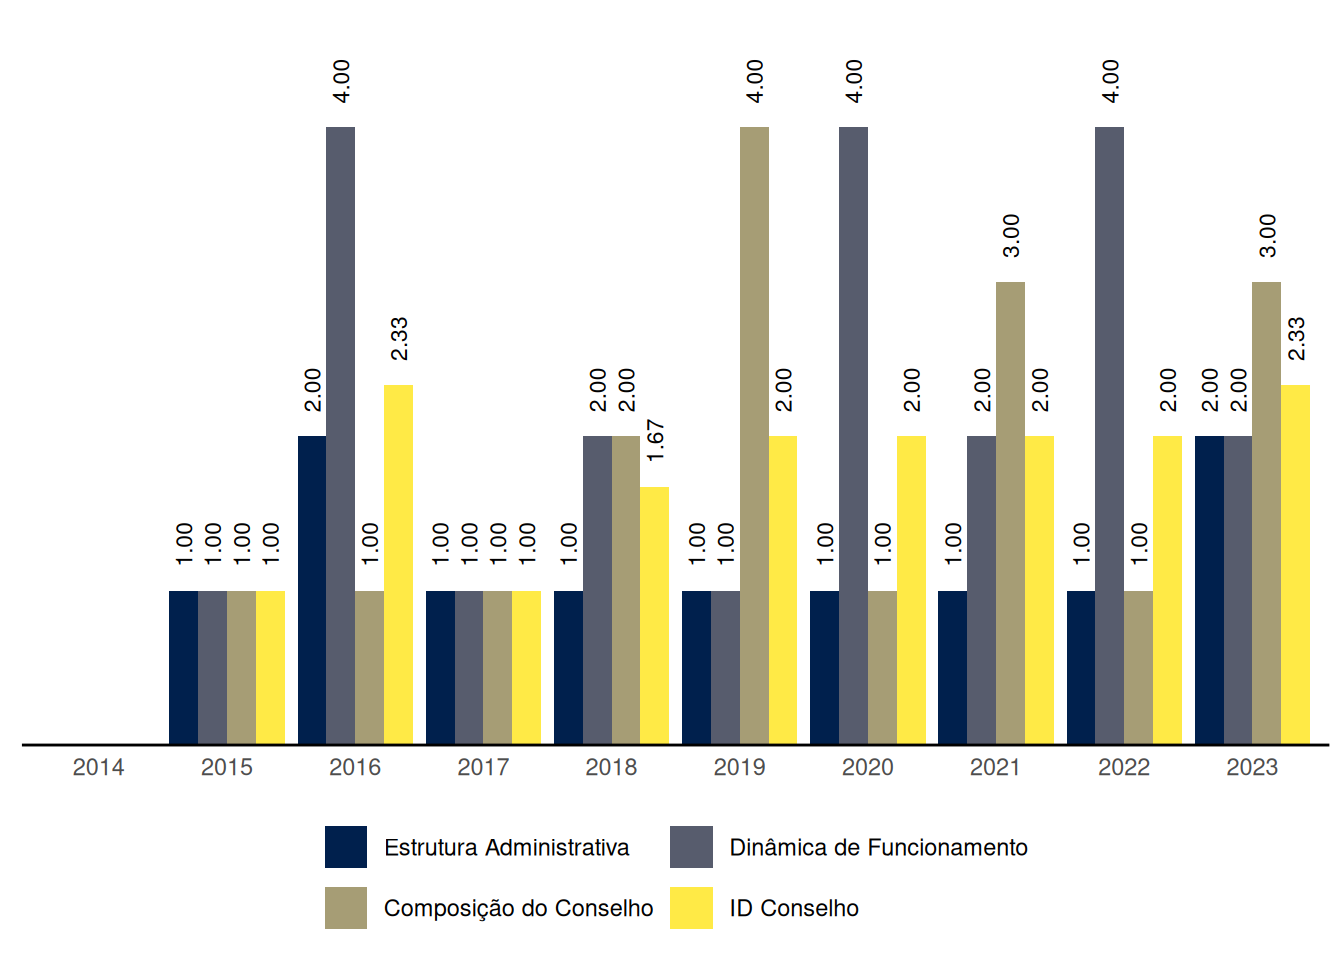 4.00 4.00 4.00 4.00
3.00 3.00
2.33 2.33
2.00 2.00 2.00 2.00 2.00 2.00 2.00 2.00 2.00 2.00
1.67
1.00 1.00 1.00 1.00 1.00 1.00 1.00 1.00 1.00 1.00 1.00 1.00 1.00 1.00 1.00 1.00 1.00
2014 2015 2016 2017 2018 2019 2020 2021 2022 2023
Estrutura Administrativa Dinâmica de Funcionamento
Composição do Conselho ID Conselho